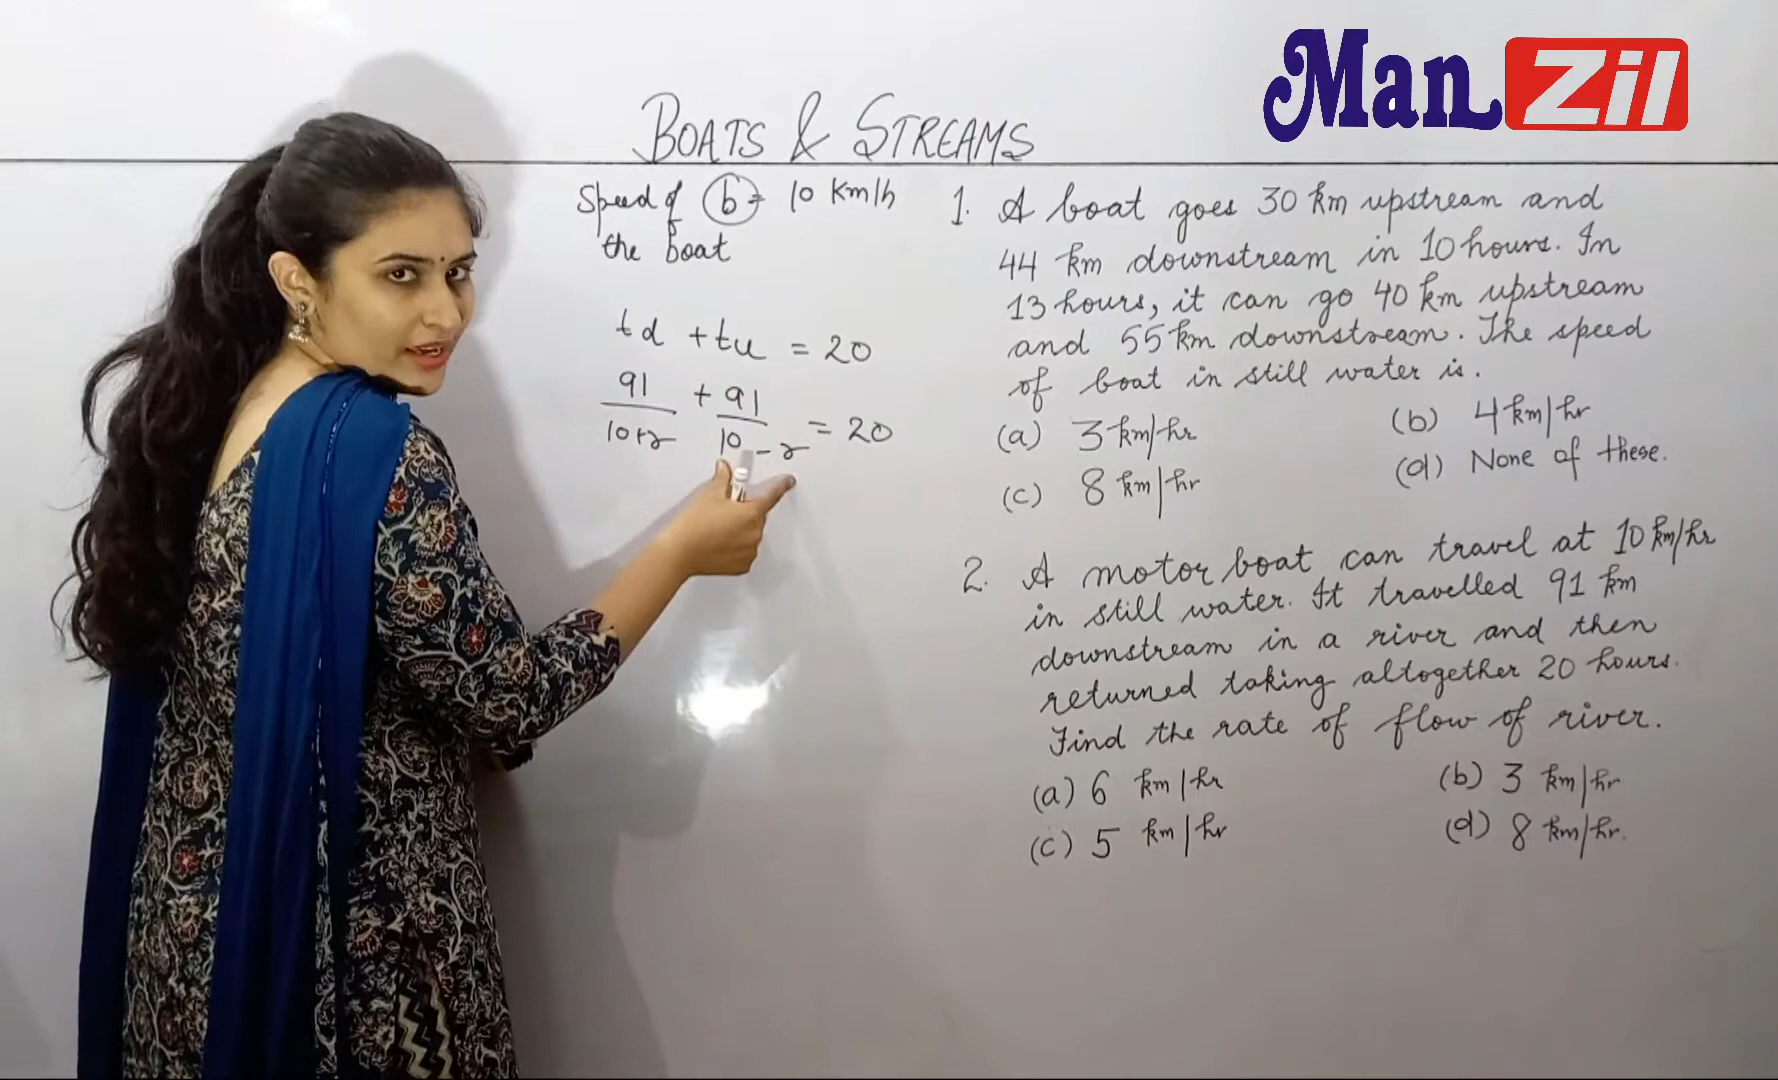 Man Zil
BOATS & STREAMS
Speed of b = 10 Km/h
the boat
td + tu = 20
91/10+r + 91/10-r = 20
1. A boat goes 30 km upstream and
44 km downstream in 10 hours. In
13 hours, it can go 40 km upstream
and 55 km downstream. The speed
of boat in still water is.
(a) 3 km/hr (b) 4 km/hr
(c) 8 km/hr (d) None of these.
2. A motor boat can travel at 10 km/hr
in still water. It travelled 91 km
downstream in a river and then
returned taking altogether 20 hours.
Find the rate of flow of river.
(a) 6 km/hr (b) 3 km/hr
(c) 5 km/hr (d) 8 km/hr.